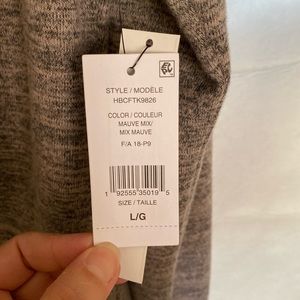 STYLE / MODÈLE
HBCFTK9826
COLOR / COULEUR
MAUVE MIX/
MIX MAUVE
F/A 18-P9
1 92555 35019 5
SIZE / TAILLE
L/G